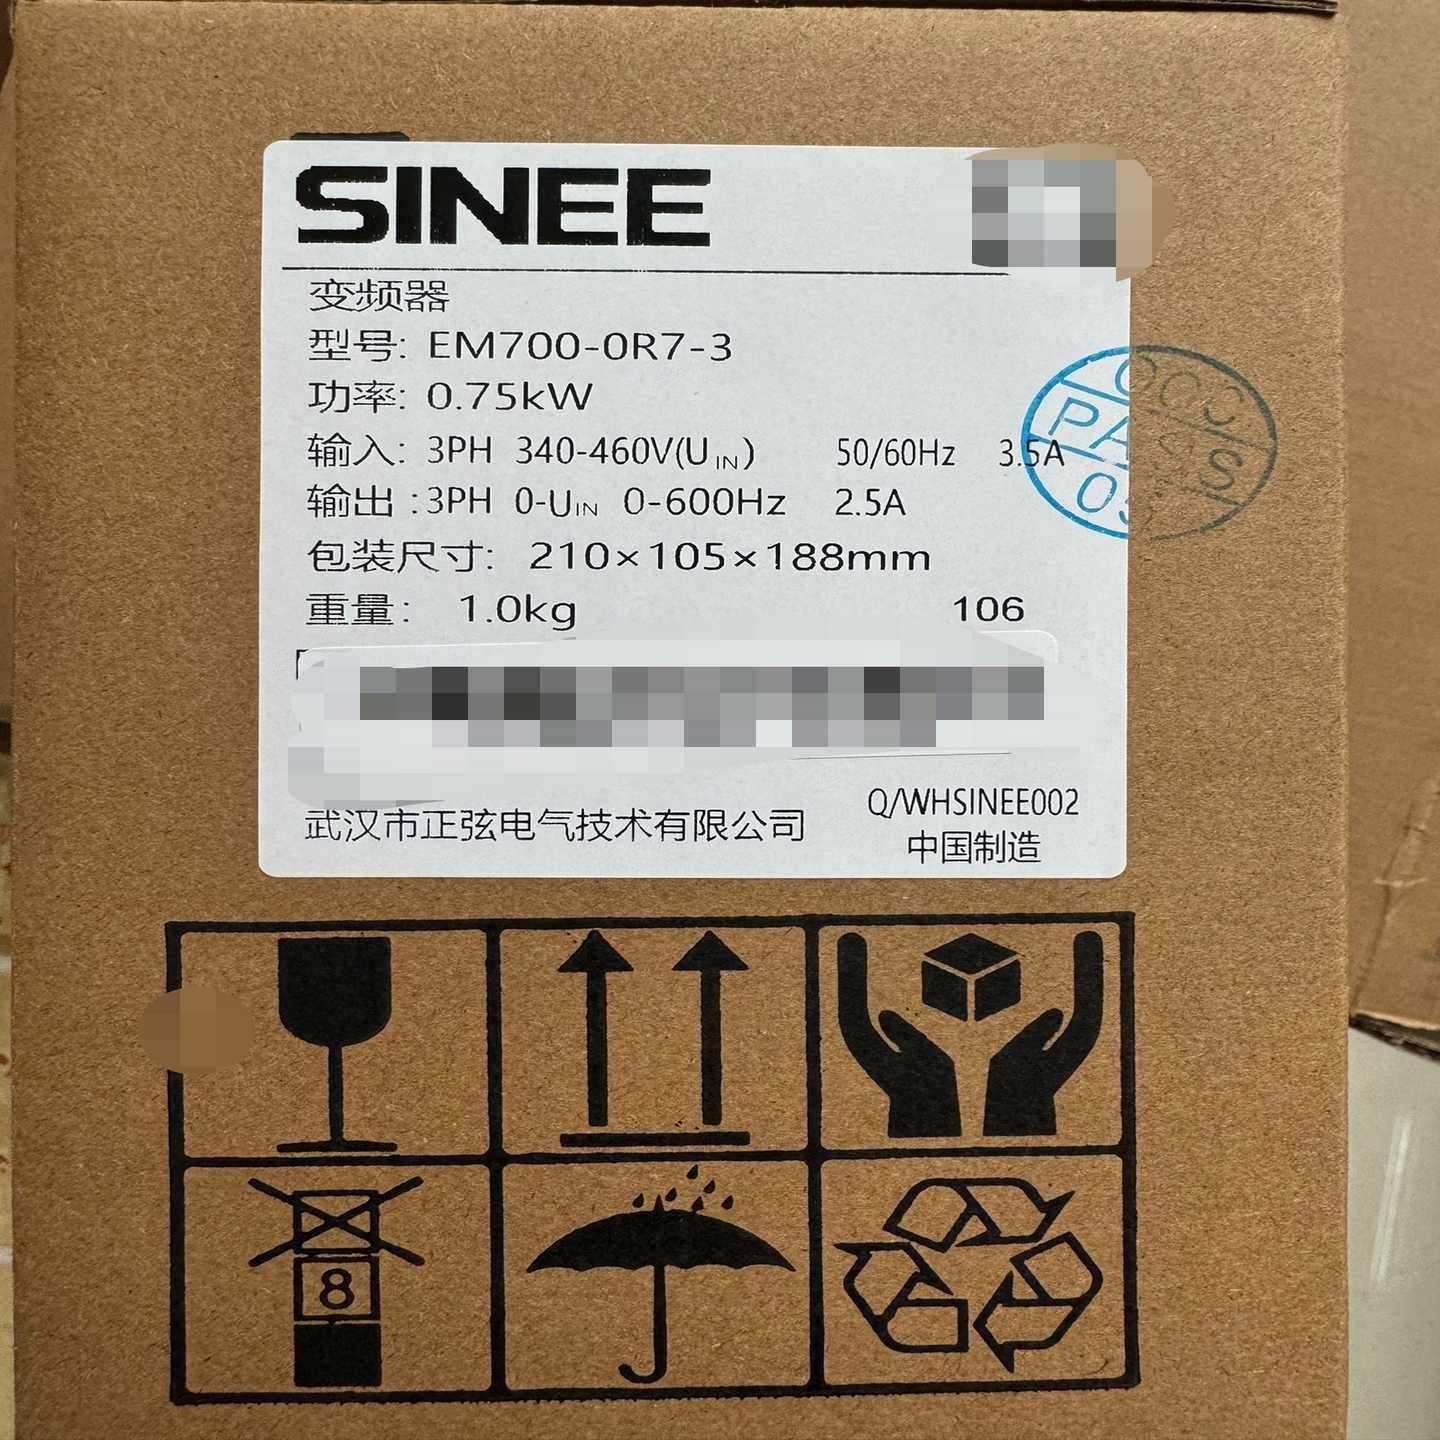 SINEE
变频器
型号: EM700-0R7-3
功率: 0.75kW
输入: 3PH 340-460V(UIN) 50/60Hz 3.5A
输出:3PH 0-UIN 0-600Hz 2.5A
包装尺寸: 210×105×188mm
重量: 1.0kg 106
武汉市正弦电气技术有限公司
Q/WHSINEE002
中国制造
8